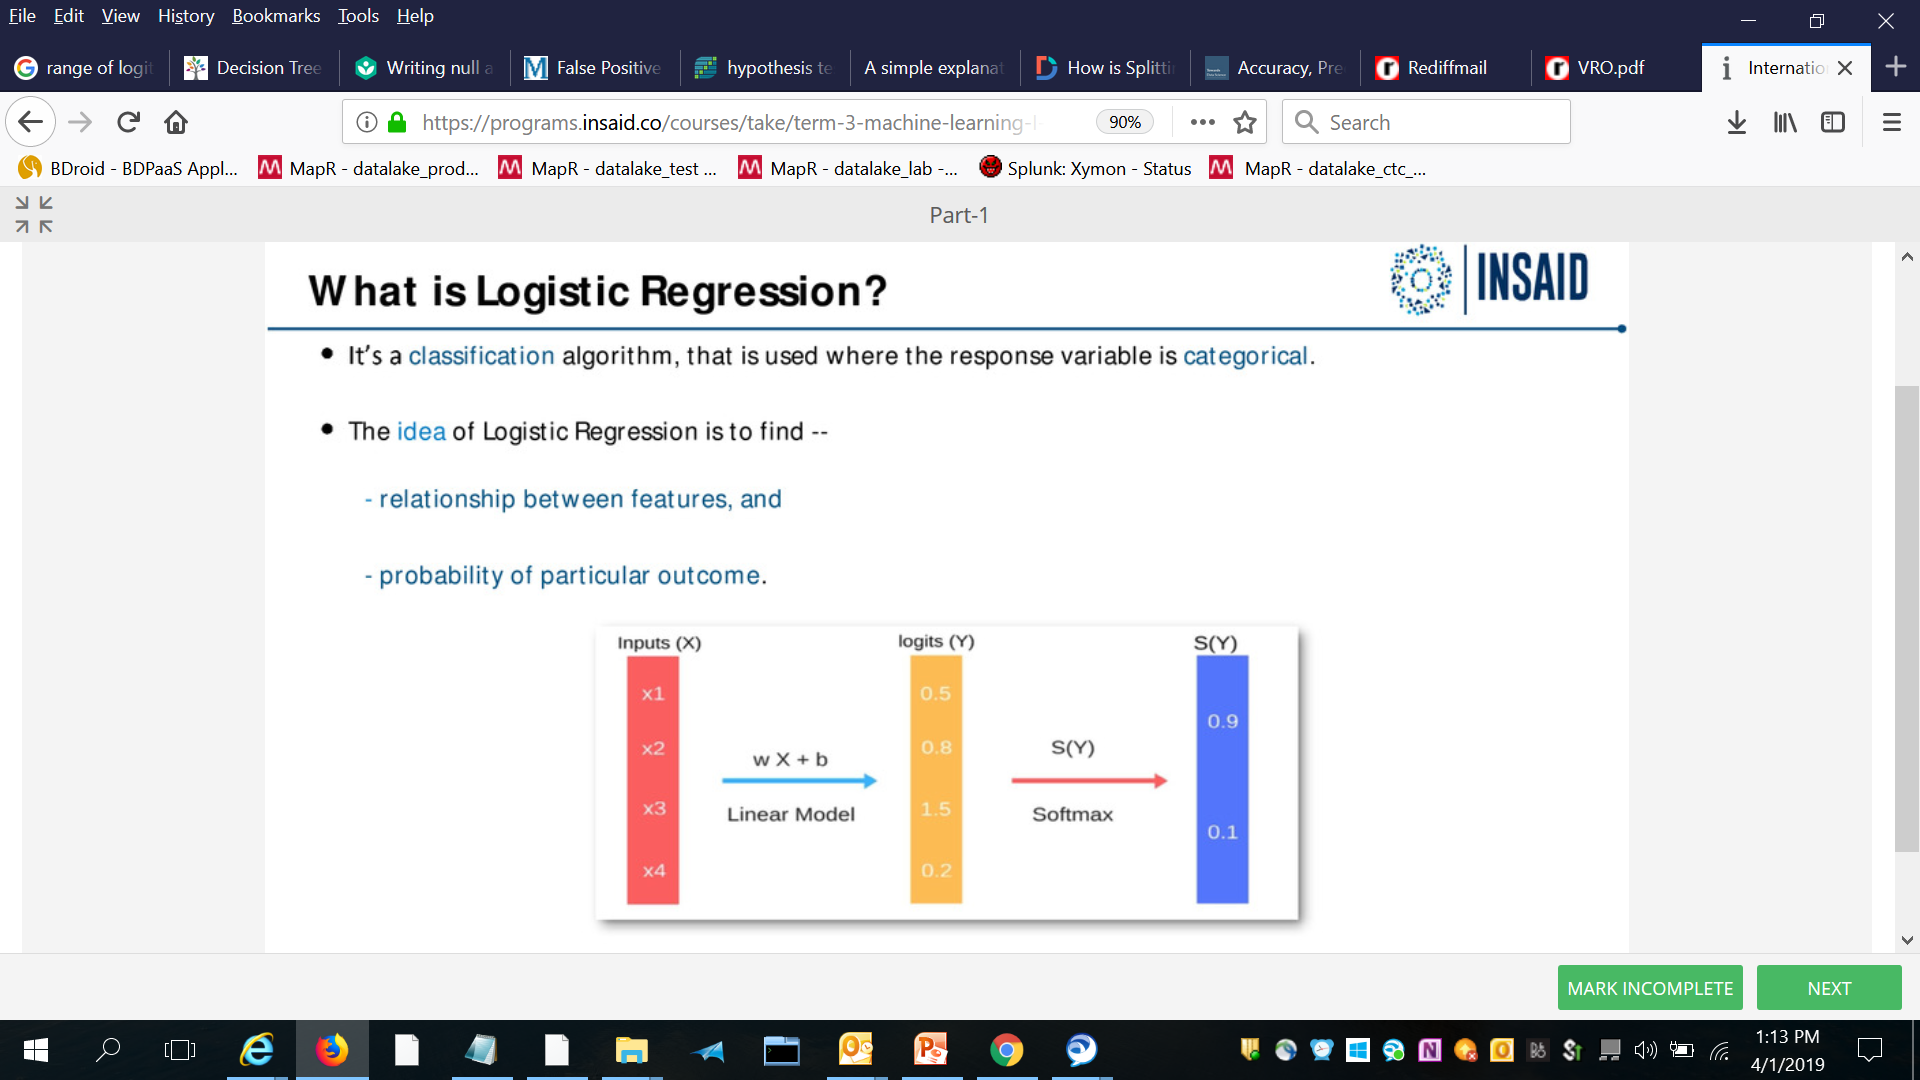 File Edit View History Bookmarks Tools Help
range of logit
Decision Tree
Writing null a
False Positive
hypothesis te
A simple explanat
How is Splitti
Accuracy, Pre
Rediffmail
VRO.pdf
Internatio
https://programs.insaid.co/courses/take/term-3-machine-learning-l
90%
Search
BDroid - BDPaaS Appl...
MapR - datalake_prod...
MapR - datalake_test ...
MapR - datalake_lab -...
Splunk: Xymon - Status
MapR - datalake_ctc_...
Part-1
What is Logistic Regression?
INSAID
• It's a classification algorithm, that is used where the response variable is categorical.
• The idea of Logistic Regression is to find --
- relationship between features, and
- probability of particular outcome.
Inputs (X)
x1
x2
x3
x4
w X + b
Linear Model
logits (Y)
0.5
0.8
1.5
0.2
S(Y)
Softmax
S(Y)
0.9
0.1
MARK INCOMPLETE
NEXT
1:13 PM
4/1/2019